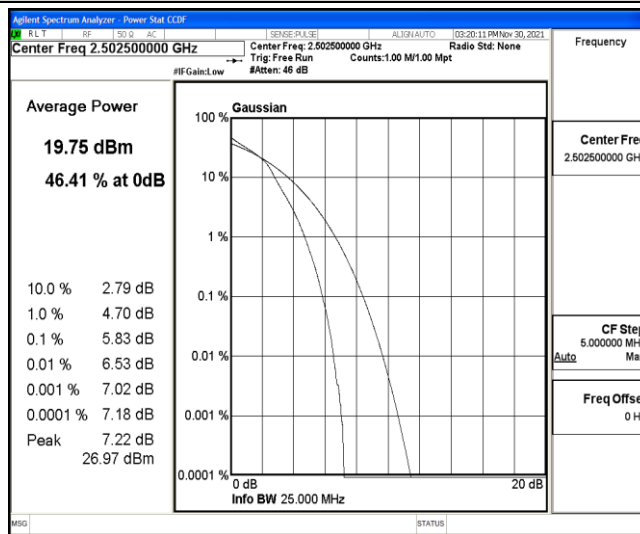 Agilent Spectrum Analyzer - Power Stat CCDF
R L T RF 50 Ω AC SENSE:PULSE ALIGN AUTO 03:20:11 PM Nov 30, 2021
Center Freq 2.502500000 GHz
Center Freq: 2.502500000 GHz Radio Std: None
Trig: Free Run Counts:1.00 M/1.00 Mpt
#IFGain:Low #Atten: 46 dB
Average Power
19.75 dBm
46.41 % at 0dB
10.0 % 2.79 dB
1.0 % 4.70 dB
0.1 % 5.83 dB
0.01 % 6.53 dB
0.001 % 7.02 dB
0.0001 % 7.18 dB
Peak 7.22 dB
26.97 dBm
Gaussian
100 %
10 %
1 %
0.1 %
0.01 %
0.001 %
0.0001 %
0 dB 20 dB
Info BW 25.000 MHz
Frequency
Center Fre
2.502500000 GH
CF Ste
5.000000 MH
Auto Ma
Freq Offse
0 H
MSG STATUS